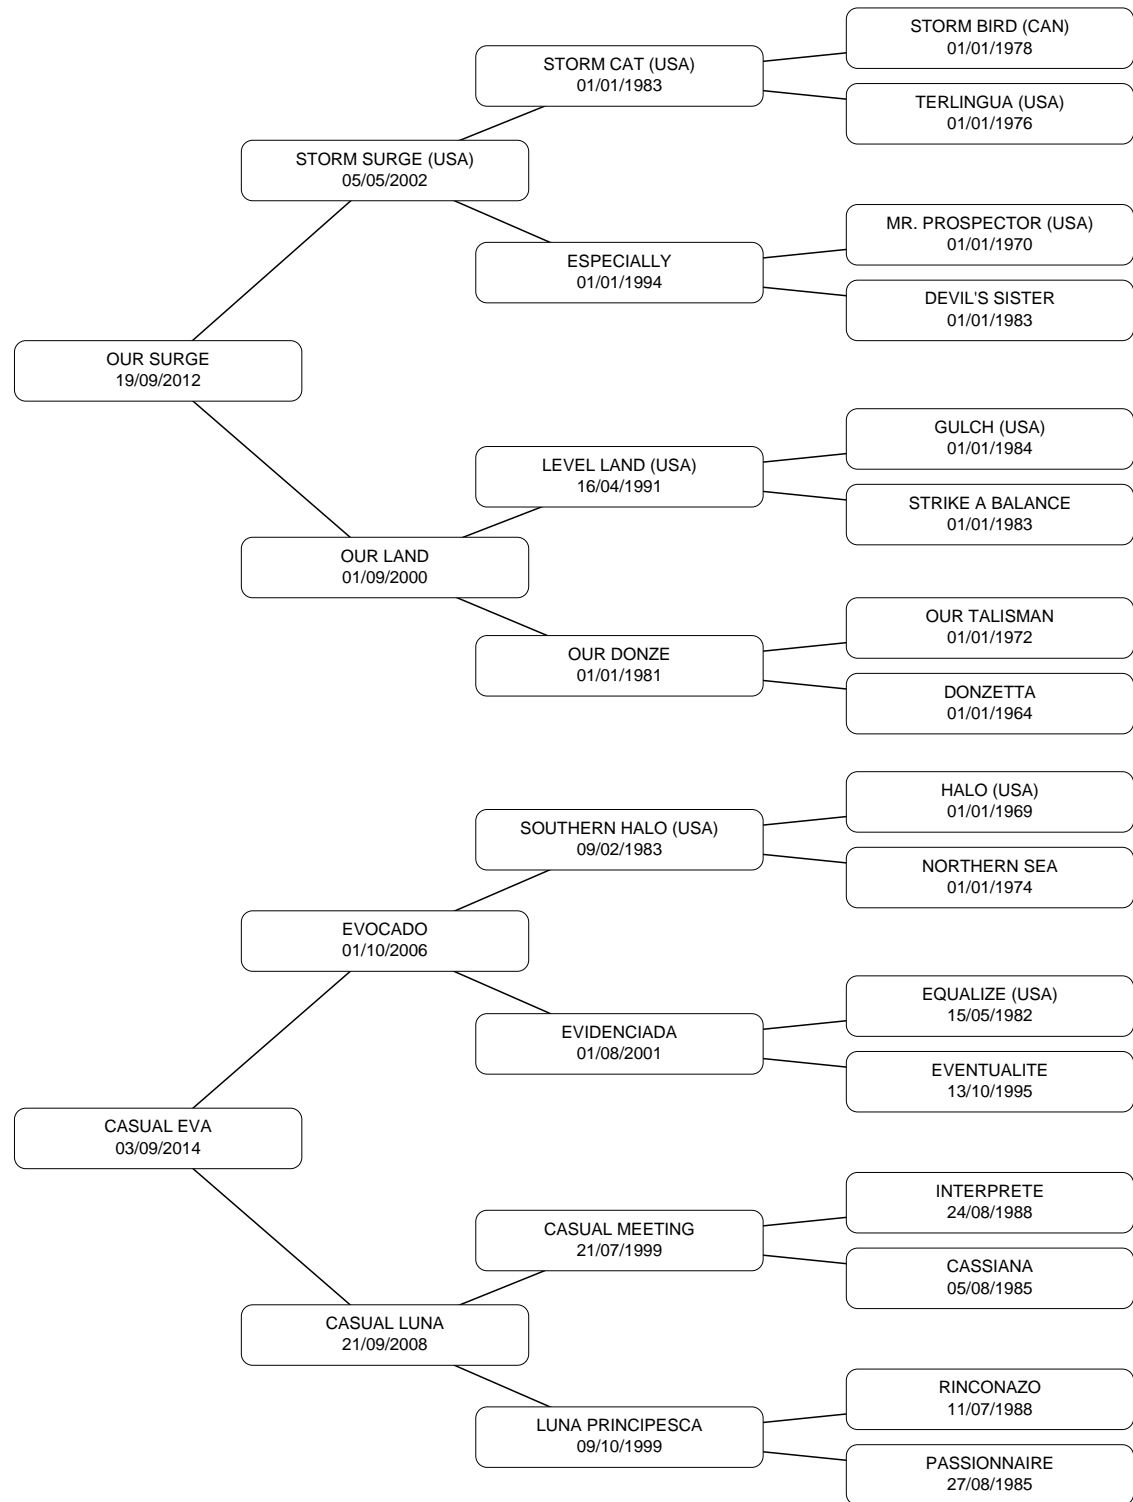 STORM BIRD (CAN)
01/01/1978
STORM CAT (USA)
01/01/1983
TERLINGUA (USA)
01/01/1976
STORM SURGE (USA)
05/05/2002
MR. PROSPECTOR (USA)
01/01/1970
ESPECIALLY
01/01/1994
DEVIL'S SISTER
01/01/1983
OUR SURGE
19/09/2012
GULCH (USA)
01/01/1984
LEVEL LAND (USA)
16/04/1991
STRIKE A BALANCE
01/01/1983
OUR LAND
01/09/2000
OUR TALISMAN
01/01/1972
OUR DONZE
01/01/1981
DONZETTA
01/01/1964
HALO (USA)
01/01/1969
SOUTHERN HALO (USA)
09/02/1983
NORTHERN SEA
01/01/1974
EVOCADO
01/10/2006
EQUALIZE (USA)
15/05/1982
EVIDENCIADA
01/08/2001
EVENTUALITE
13/10/1995
CASUAL EVA
03/09/2014
INTERPRETE
24/08/1988
CASUAL MEETING
21/07/1999
CASSIANA
05/08/1985
CASUAL LUNA
21/09/2008
RINCONAZO
11/07/1988
LUNA PRINCIPESCA
09/10/1999
PASSIONNAIRE
27/08/1985